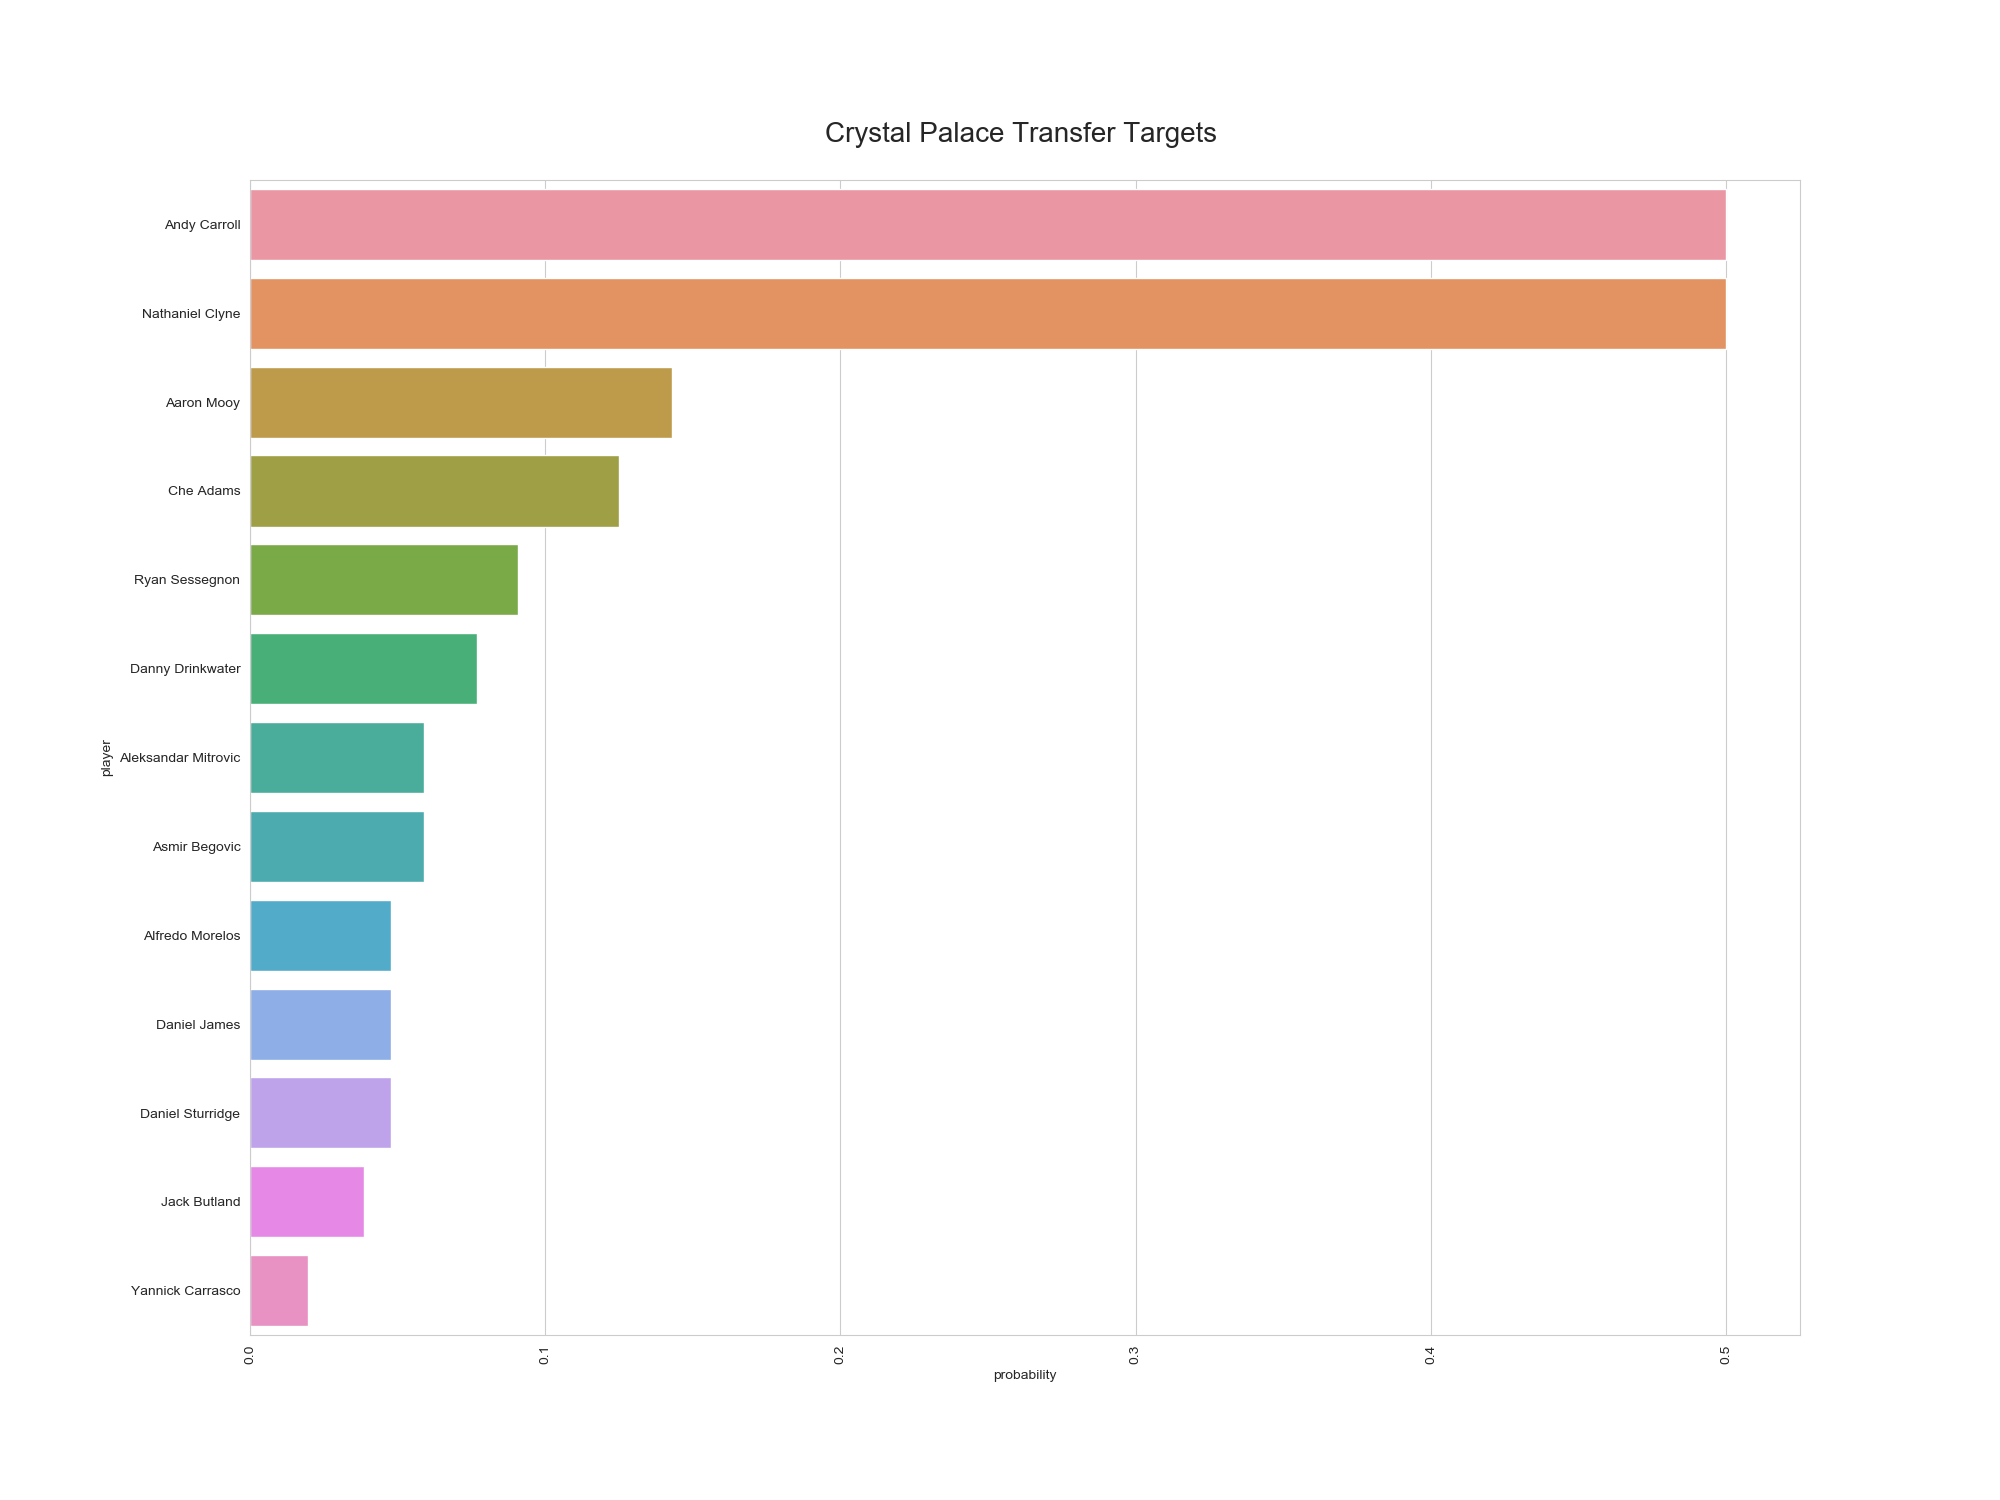 Crystal Palace Transfer Targets
Andy Carroll
Nathaniel Clyne
Aaron Mooy
Che Adams
Ryan Sessegnon
Danny Drinkwater
Aleksandar Mitrovic
Asmir Begovic
Alfredo Morelos
Daniel James
Daniel Sturridge
Jack Butland
Yannick Carrasco
player
0.0
0.1
0.2
0.3
0.4
0.5
probability